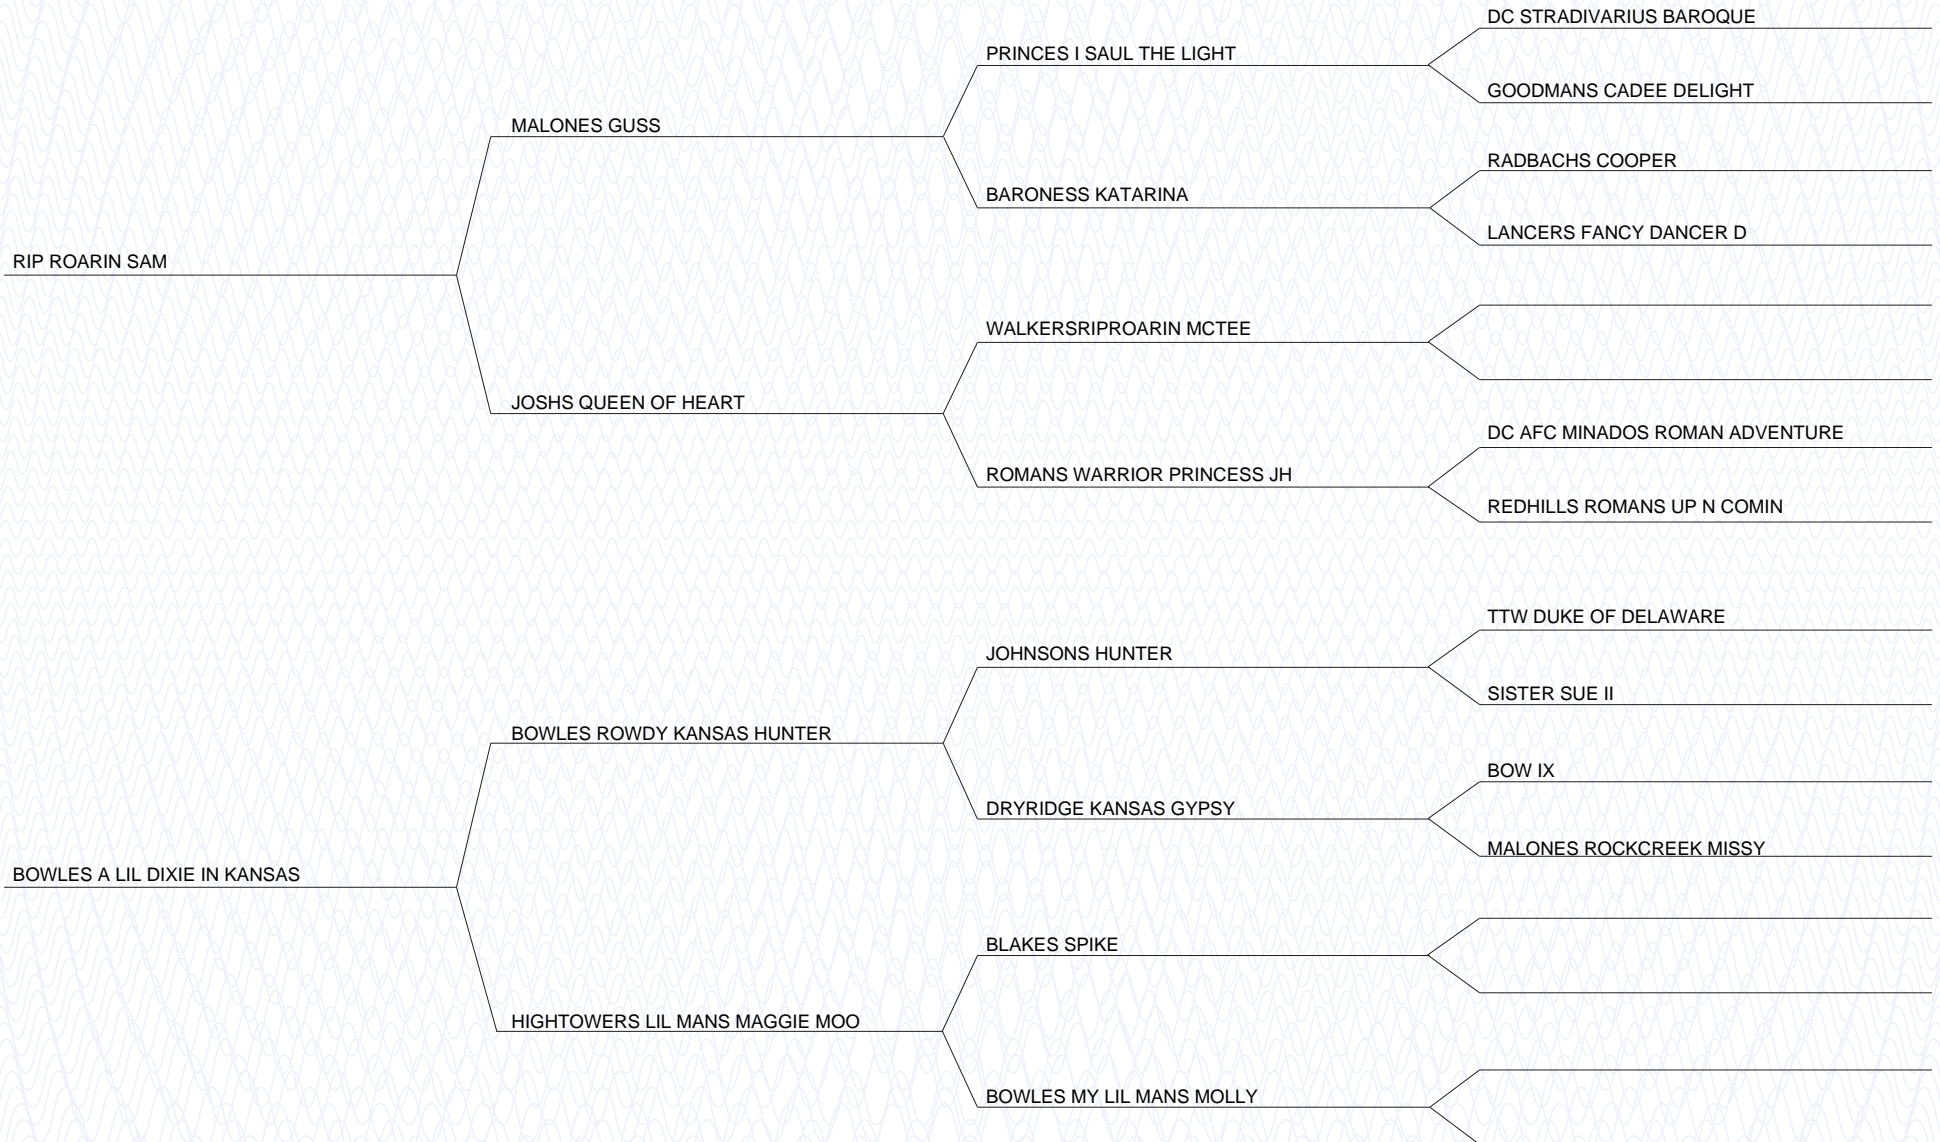 DC STRADIVARIUS BAROQUE
PRINCES I SAUL THE LIGHT
GOODMANS CADEE DELIGHT
MALONES GUSS
RADBACHS COOPER
BARONESS KATARINA
LANCERS FANCY DANCER D
RIP ROARIN SAM
WALKERSRIPROARIN MCTEE
JOSHS QUEEN OF HEART
DC AFC MINADOS ROMAN ADVENTURE
ROMANS WARRIOR PRINCESS JH
REDHILLS ROMANS UP N COMIN
TTW DUKE OF DELAWARE
JOHNSONS HUNTER
SISTER SUE II
BOWLES ROWDY KANSAS HUNTER
BOW IX
DRYRIDGE KANSAS GYPSY
MALONES ROCKCREEK MISSY
BOWLES A LIL DIXIE IN KANSAS
BLAKES SPIKE
HIGHTOWERS LIL MANS MAGGIE MOO
BOWLES MY LIL MANS MOLLY